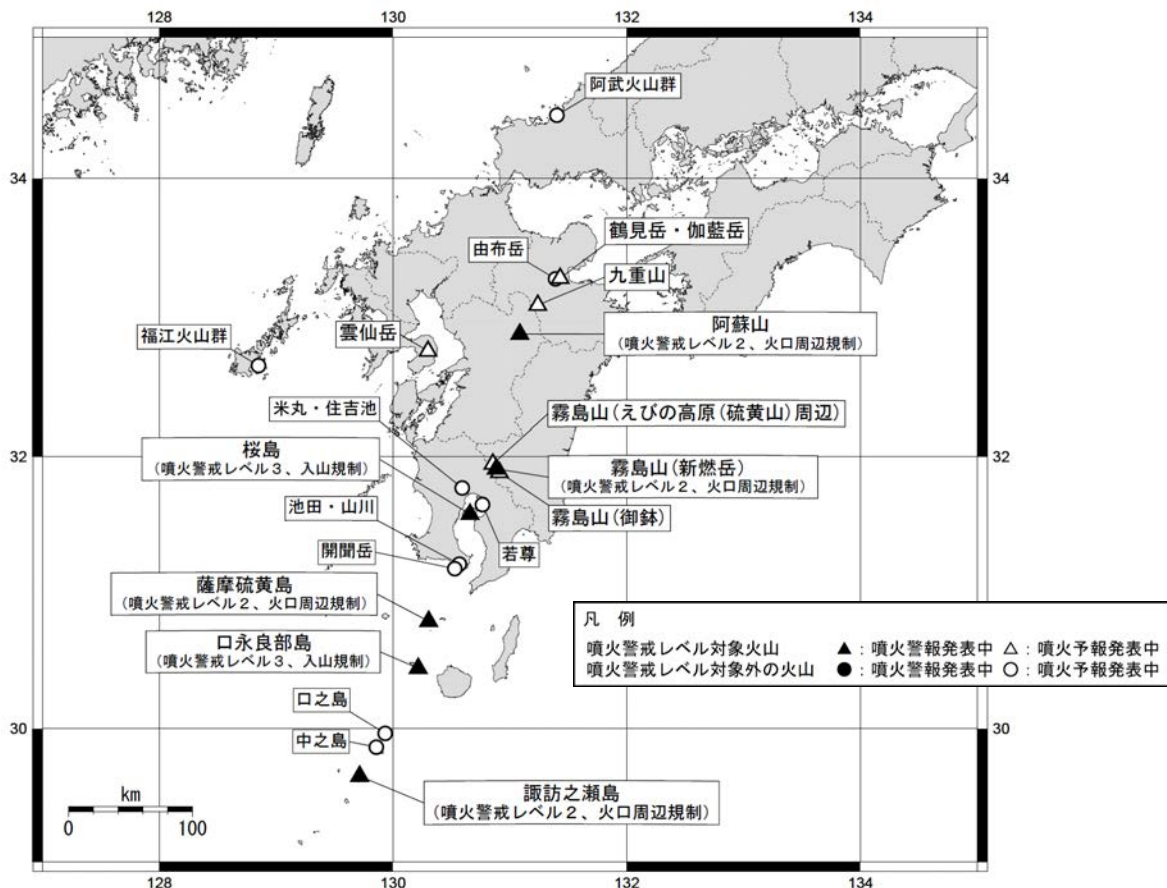 128
130
132
134
阿武火山群
34
34
鶴見岳・伽藍岳
由布岳
九重山
阿蘇山
(噴火警戒レベル2、火口周辺規制)
福江火山群
雲仙岳
米丸・住吉池
霧島山(えびの高原(硫黄山)周辺)
桜島
(噴火警戒レベル3、入山規制)
32
32
霧島山(新燃岳)
(噴火警戒レベル2、火口周辺規制)
池田・山川
霧島山(御鉢)
開聞岳
若尊
薩摩硫黄島
(噴火警戒レベル2、火口周辺規制)
口永良部島
(噴火警戒レベル3、入山規制)
凡 例
噴火警戒レベル対象火山 ▲:噴火警報発表中 △:噴火予報発表中
噴火警戒レベル対象外の火山 ●:噴火警報発表中 ○:噴火予報発表中
口之島
30
30
中之島
諏訪之瀬島
(噴火警戒レベル2、火口周辺規制)
km
0
100
128
130
132
134